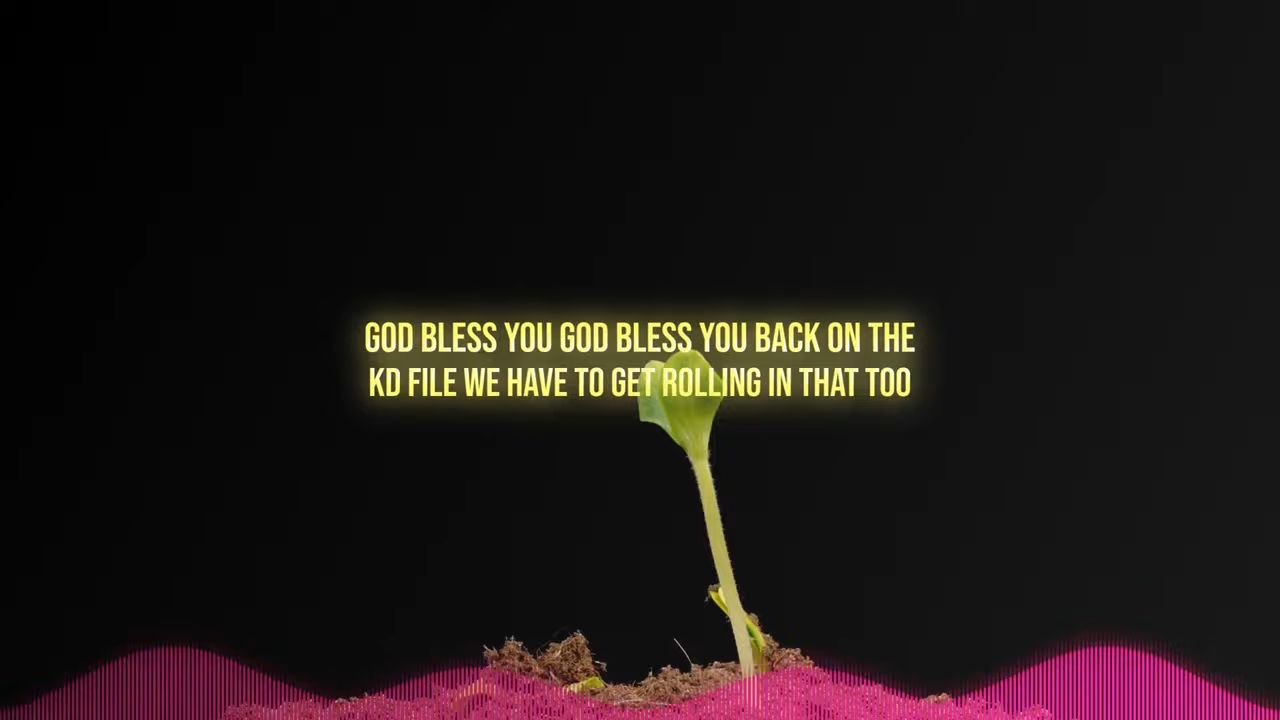 GOD BLESS YOU GOD BLESS YOU BACK ON THE
KD FILE WE HAVE TO GET ROLLING IN THAT TOO